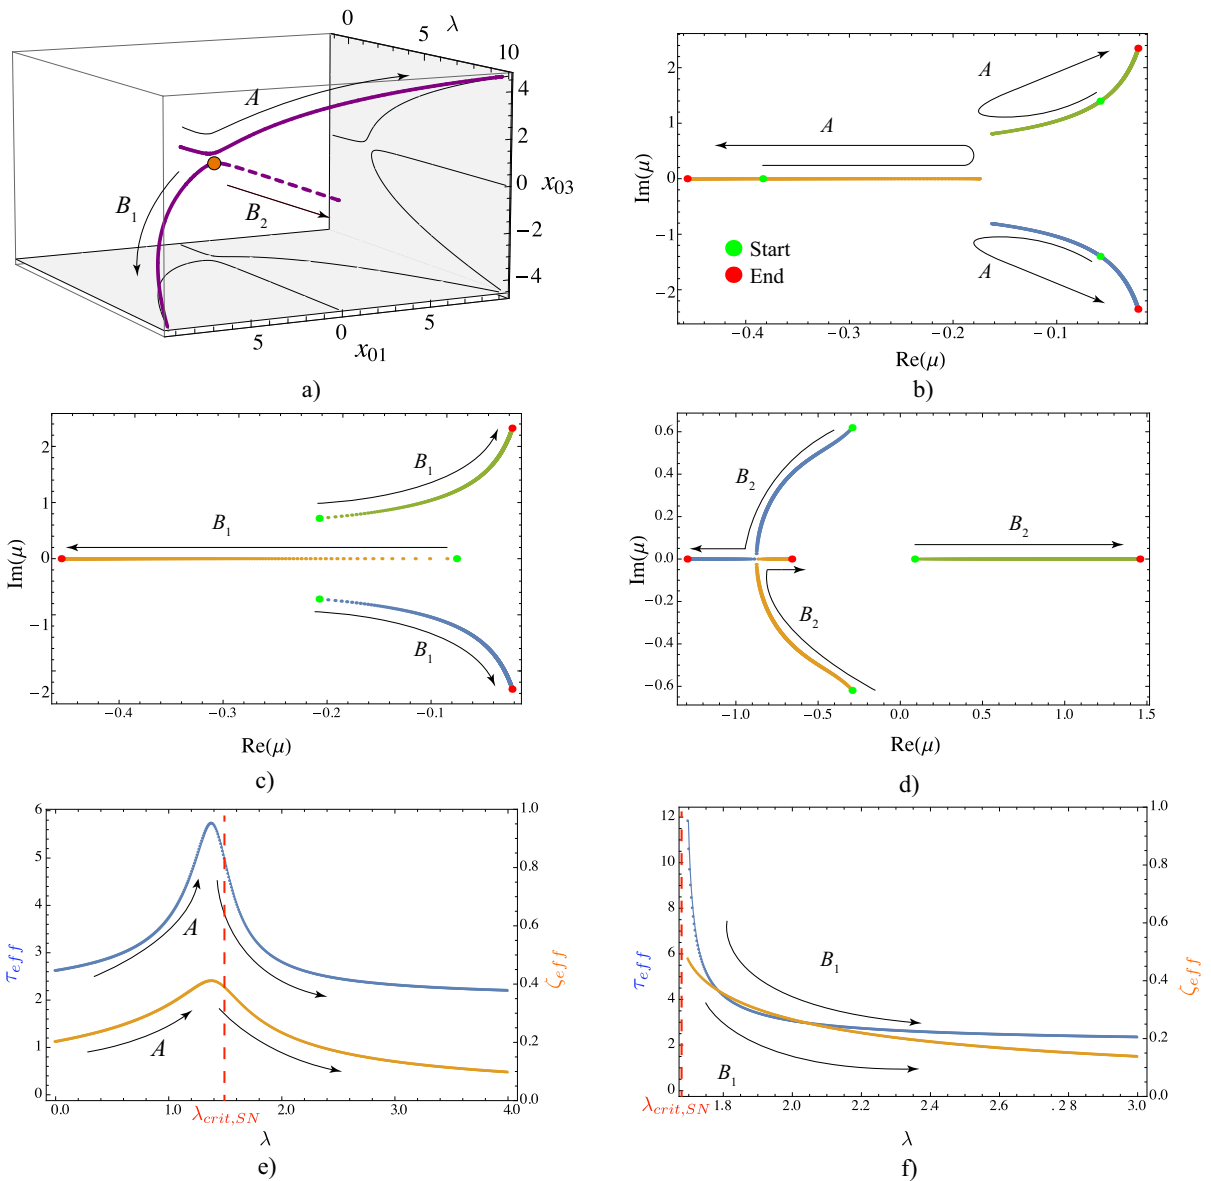 0
5
λ
10
4
2
0
x03
−2
−4
A
B1
B2
5
0
5
x01
a)
2
1
0
−1
−2
Im(μ)
A
A
A
Start
End
−0.4
−0.3
−0.2
−0.1
Re(μ)
b)
2
1
0
−1
−2
Im(μ)
B1
B1
B1
−0.4
−0.3
−0.2
−0.1
Re(μ)
c)
0.6
0.4
0.2
0.0
−0.2
−0.4
−0.6
Im(μ)
B2
B2
B2
−1.0
−0.5
0.0
0.5
1.0
1.5
Re(μ)
d)
6
5
4
3
2
1
0
τeff
A
A
1.0
0.8
0.6
0.4
0.2
0.0
ζeff
0.0
1.0
2.0
3.0
4.0
λcrit,SN
λ
e)
12
10
8
6
4
2
0
τeff
B1
B1
1.0
0.8
0.6
0.4
0.2
0.0
ζeff
λcrit,SN
1.8
2.0
2.2
2 4
2.6
. 2 8
3.0
λ
f)